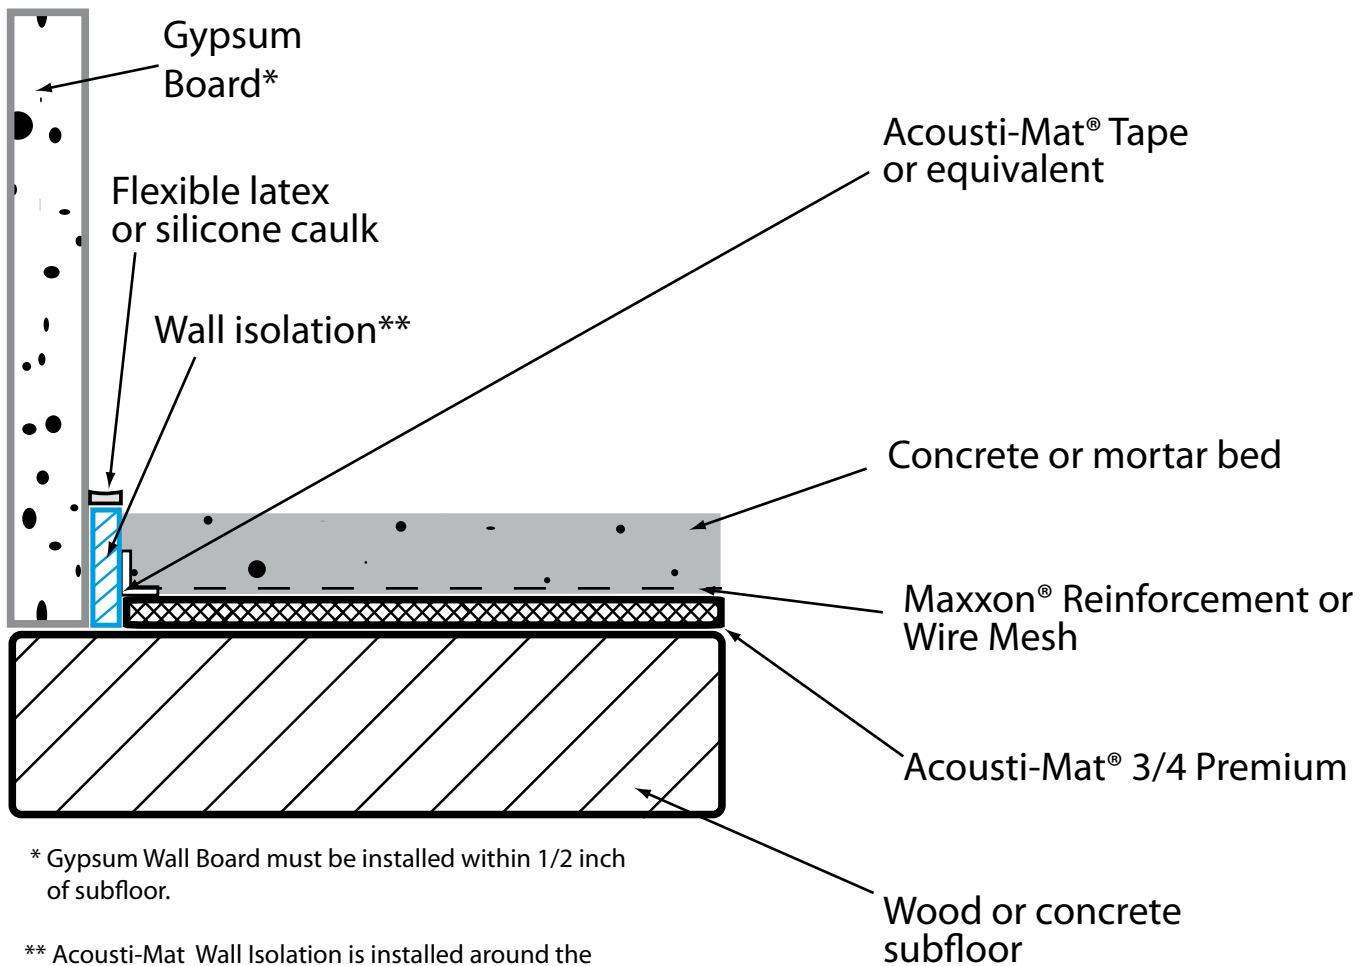 Gypsum
Board*
Acousti-Mat® Tape
or equivalent
Flexible latex
or silicone caulk
Wall isolation**
Concrete or mortar bed
Maxxon® Reinforcement or
Wire Mesh
Acousti-Mat® 3/4 Premium
Wood or concrete
subfloor
* Gypsum Wall Board must be installed within 1/2 inch
of subfloor.
** Acousti-Mat Wall Isolation is installed around the